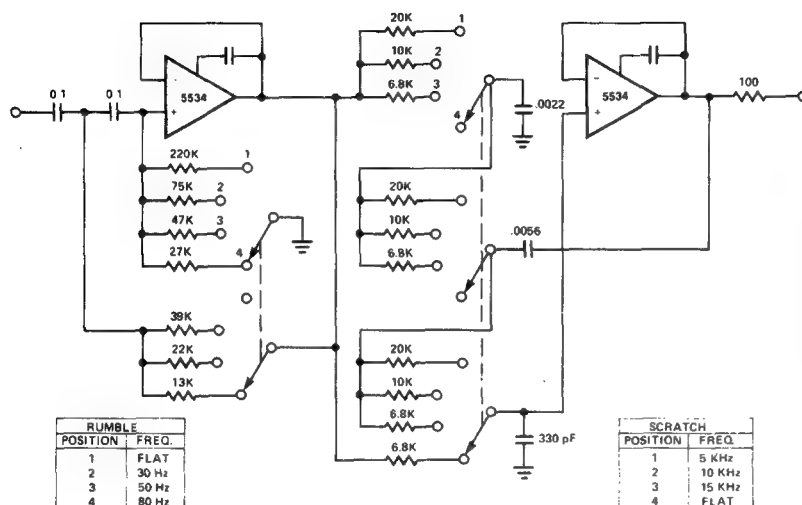 20K
1
10K
2
6.8K
3
4
5534
-
+
0 1
0 1
5534
-
+
100
.0022
220K
1
75K
2
47K
3
27K
4
20K
10K
6.8K
.0056
39K
22K
13K
20K
10K
6.8K
6.8K
330 pF
RUMBLE
POSITION FREQ.
1 FLAT
2 30 Hz
3 50 Hz
4 80 Hz
SCRATCH
POSITION FREQ.
1 5 KHz
2 10 KHz
3 15 KHz
4 FLAT